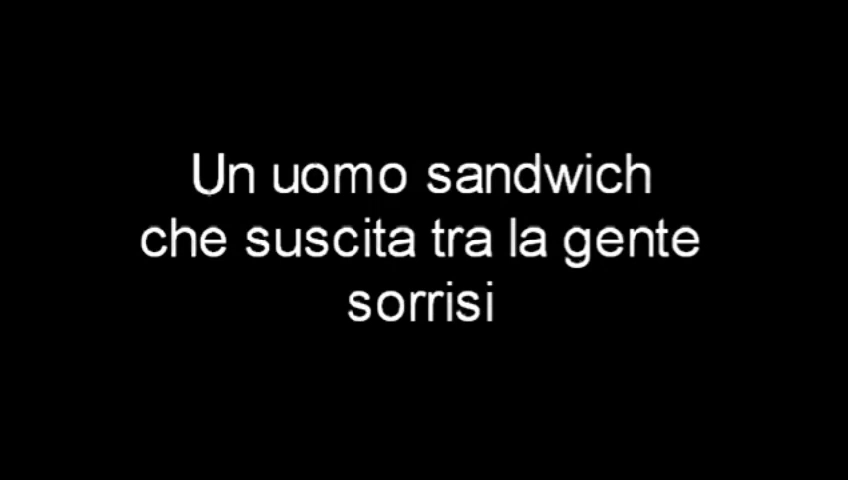 Un uomo sandwich
che suscita tra la gente
sorrisi